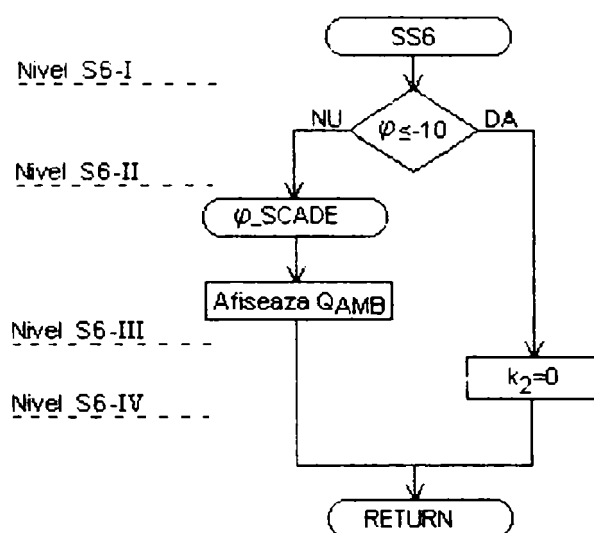 SS6
Nivel S6-I
φ≤-10
NU
DA
Nivel S6-II
φ_SCADE
Afiseaza QAMB
Nivel S6-III
k2=0
Nivel S6-IV
RETURN